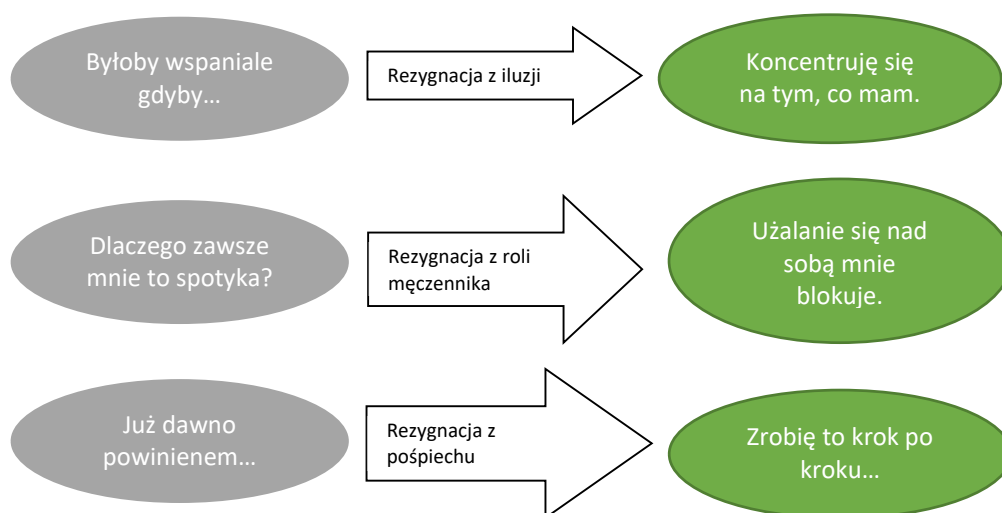 Byłoby wspaniale
gdyby...
Rezygnacja z iluzji
Koncentruję się
na tym, co mam.
Dlaczego zawsze
mnie to spotyka?
Rezygnacja z roli
męczennika
Użalanie się nad
sobą mnie
blokuje.
Już dawno
powinienem...
Rezygnacja z
pośpiechu
Zrobię to krok po
kroku...